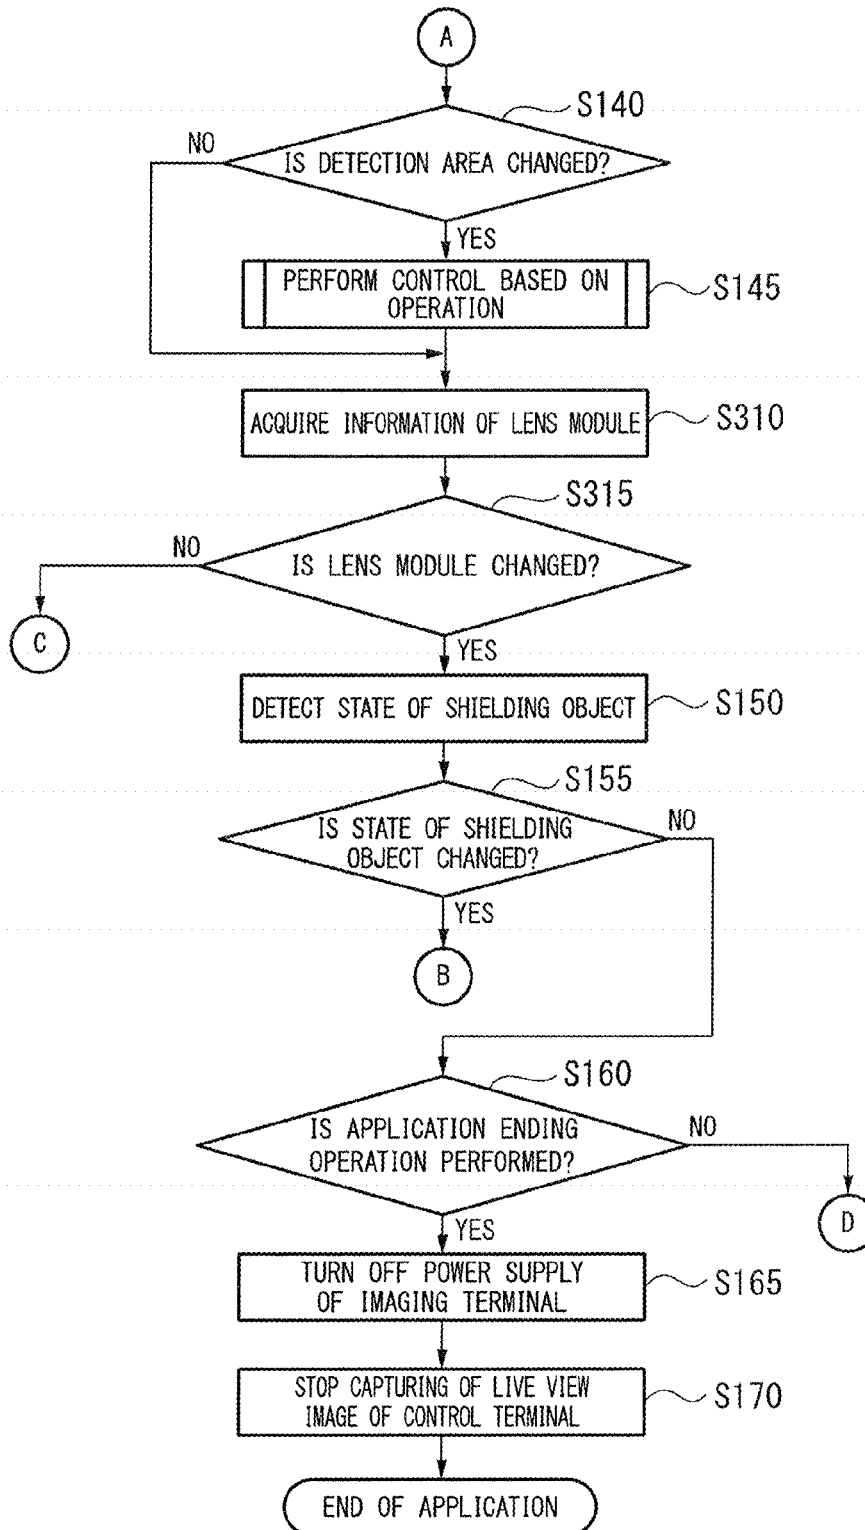 A
S140
NO
IS DETECTION AREA CHANGED?
YES
PERFORM CONTROL BASED ON
OPERATION
S145
ACQUIRE INFORMATION OF LENS MODULE
S310
S315
NO
IS LENS MODULE CHANGED?
C
YES
DETECT STATE OF SHIELDING OBJECT
S150
S155
IS STATE OF SHIELDING
OBJECT CHANGED?
NO
YES
B
S160
IS APPLICATION ENDING
OPERATION PERFORMED?
NO
D
YES
TURN OFF POWER SUPPLY
OF IMAGING TERMINAL
S165
STOP CAPTURING OF LIVE VIEW
IMAGE OF CONTROL TERMINAL
S170
END OF APPLICATION